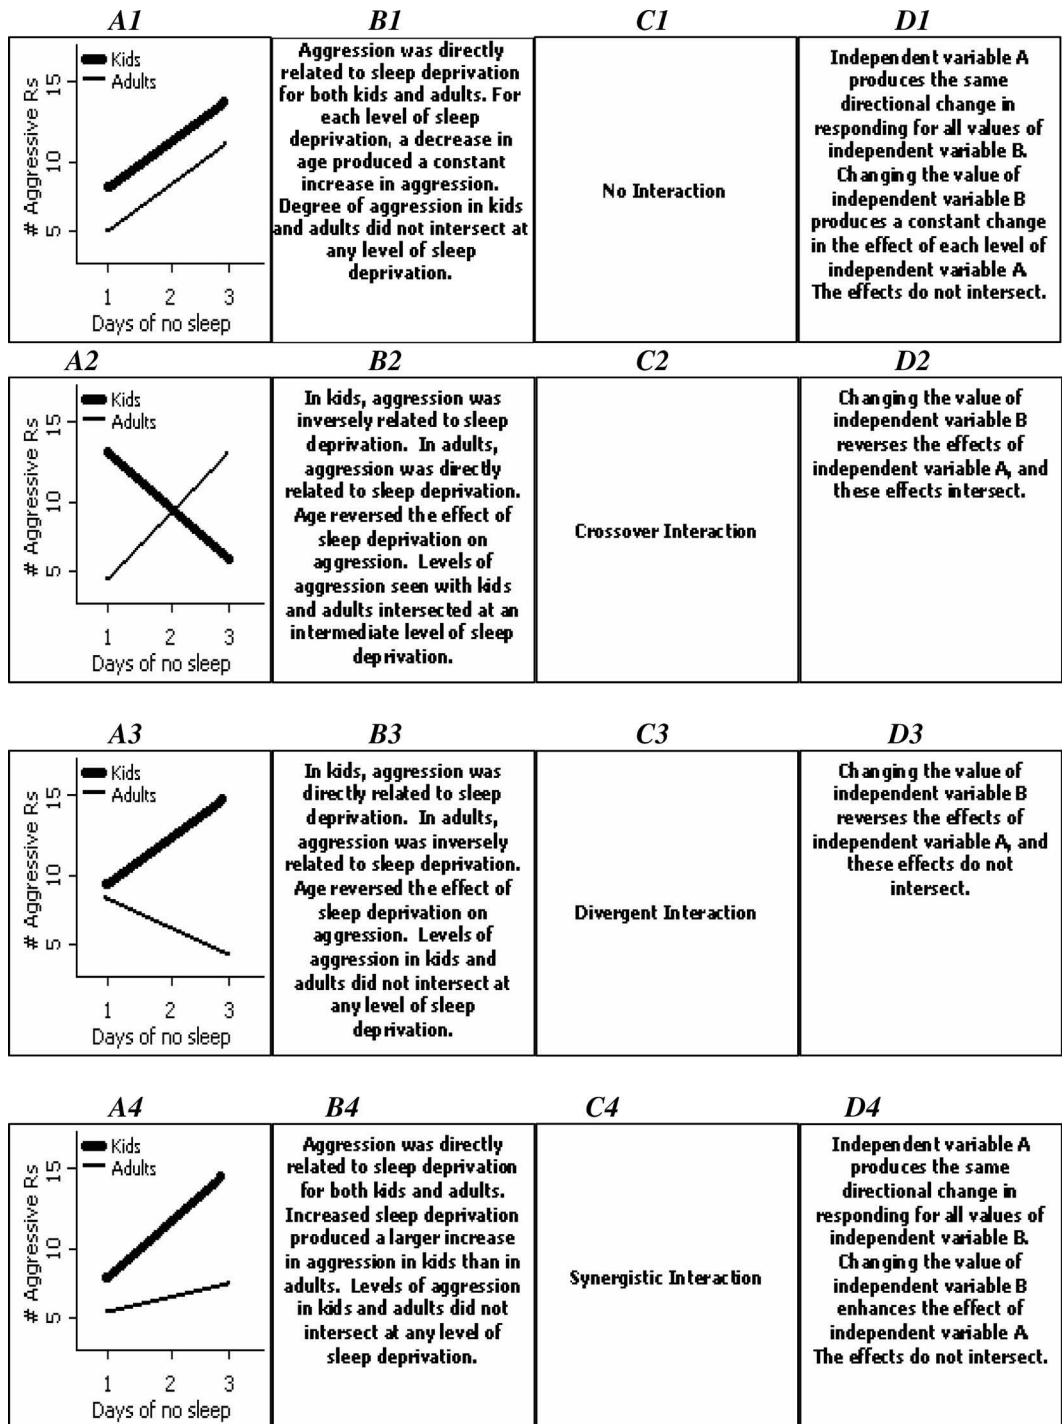 A1 B1 C1 D1
Kids
Adults
# Aggressive Rs
15
10
5
1 2 3
Days of no sleep
Aggression was directly
related to sleep deprivation
for both kids and adults. For
each level of sleep
deprivation, a decrease in
age produced a constant
increase in aggression.
Degree of aggression in kids
and adults did not intersect at
any level of sleep
deprivation.
No Interaction
Independent variable A
produces the same
directional change in
responding for all values of
independent variable B.
Changing the value of
independent variable B
produces a constant change
in the effect of each level of
independent variable A.
The effects do not intersect.
A2 B2 C2 D2
Kids
Adults
# Aggressive Rs
15
10
5
1 2 3
Days of no sleep
In kids, aggression was
inversely related to sleep
deprivation. In adults,
aggression was directly
related to sleep deprivation.
Age reversed the effect of
sleep deprivation on
aggression. Levels of
aggression seen with kids
and adults intersected at an
intermediate level of sleep
deprivation.
Crossover Interaction
Changing the value of
independent variable B
reverses the effects of
independent variable A, and
these effects intersect.
A3 B3 C3 D3
Kids
Adults
# Aggressive Rs
15
10
5
1 2 3
Days of no sleep
In kids, aggression was
directly related to sleep
deprivation. In adults,
aggression was inversely
related to sleep deprivation.
Age reversed the effect of
sleep deprivation on
aggression. Levels of
aggression in kids and
adults did not intersect at
any level of sleep
deprivation.
Divergent Interaction
Changing the value of
independent variable B
reverses the effects of
independent variable A, and
these effects do not
intersect.
A4 B4 C4 D4
Kids
Adults
# Aggressive Rs
15
10
5
1 2 3
Days of no sleep
Aggression was directly
related to sleep deprivation
for both kids and adults.
Increased sleep deprivation
produced a larger increase
in aggression in kids than in
adults. Levels of aggression
in kids and adults did not
intersect at any level of
sleep deprivation.
Synergistic Interaction
Independent variable A
produces the same
directional change in
responding for all values of
independent variable B.
Changing the value of
independent variable B
enhances the effect of
independent variable A.
The effects do not intersect.